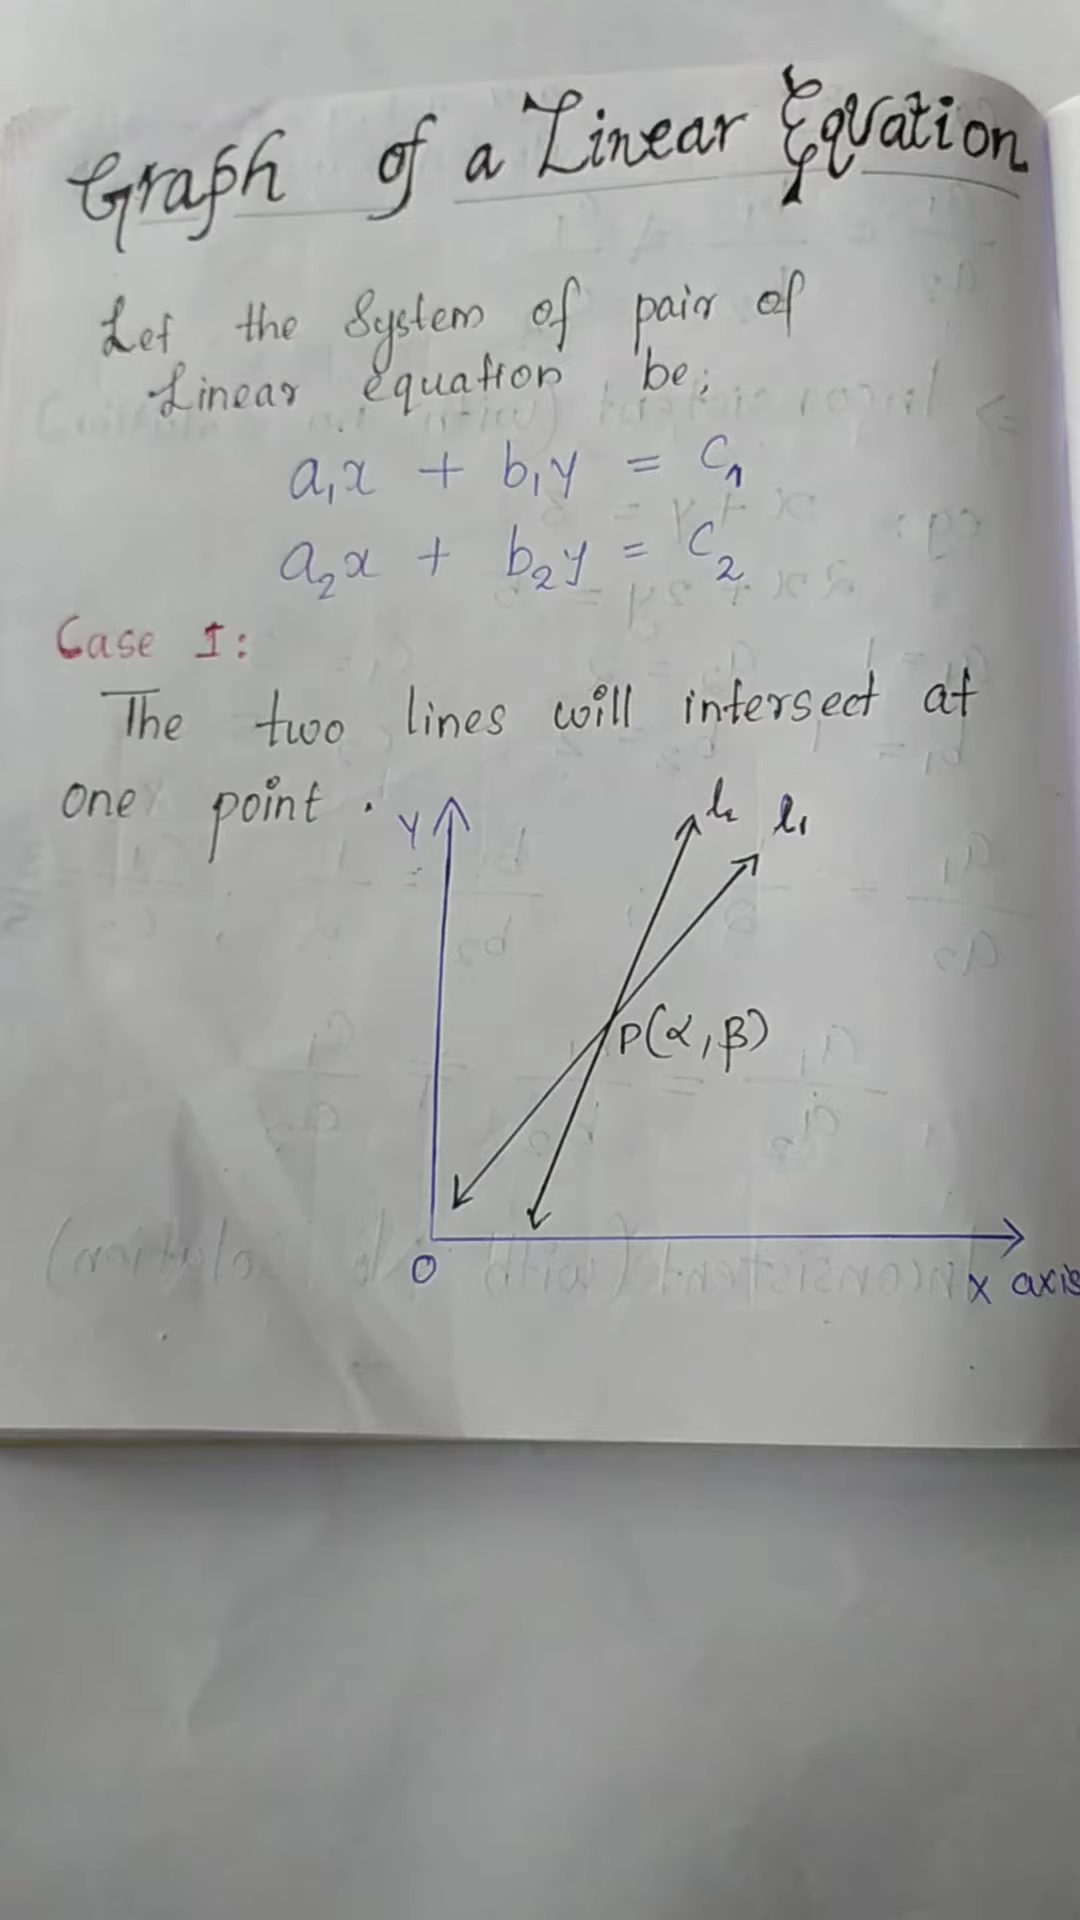 Graph of a Linear Equation
Let the System of pair of
Linear equation be;
a₁x + b₁y = C₁
a₂x + b₂y = C₂
Case I:
The two lines will intersect at
one point.
Y
l₂ l₁
P(α, β)
O
x axis